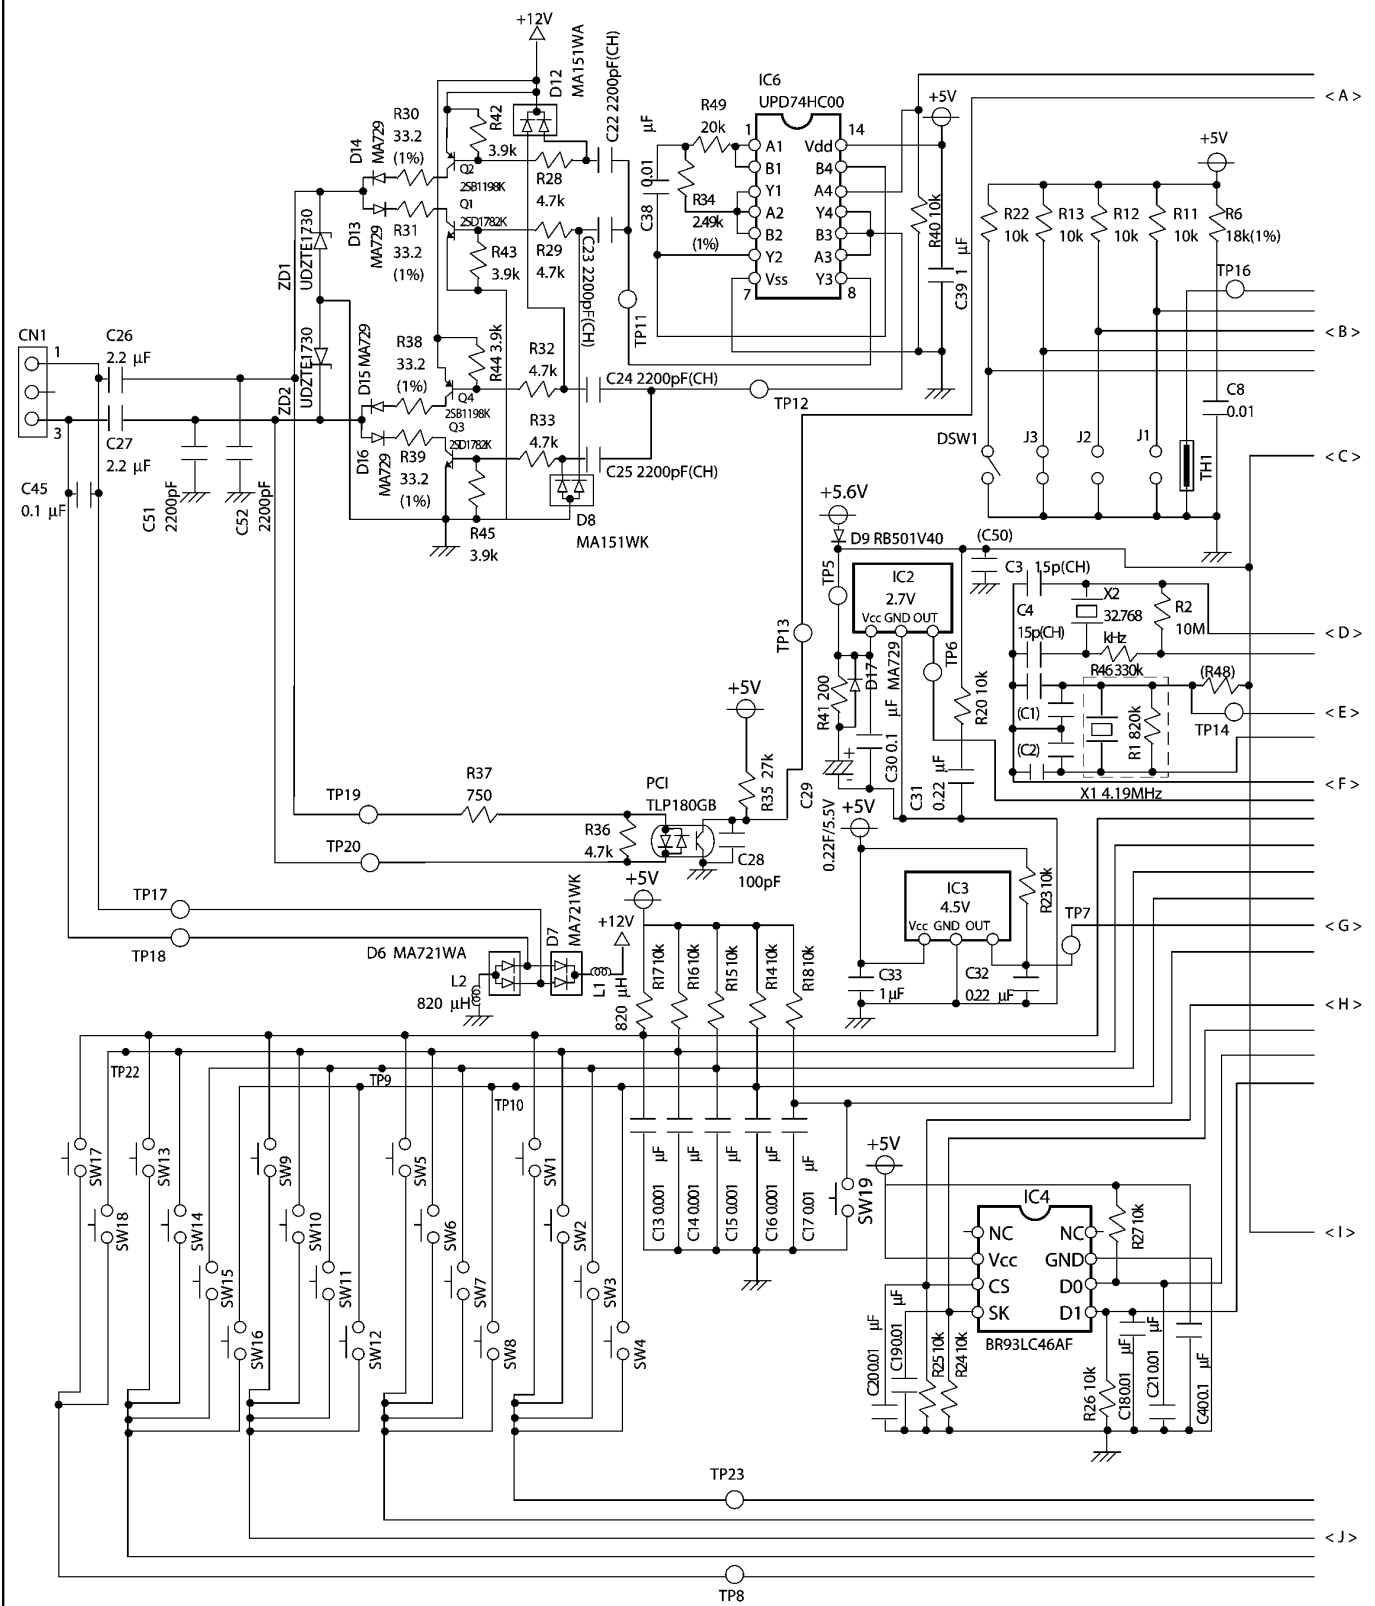 +12V
D12
MA151WA
C22 2200pF(CH)
IC6
UPD74HC00
R49
20k
1
14
A1
B1
Y1
A2
B2
Y2
Vss
Vdd
B4
A4
Y4
B3
A3
Y3
7
8
0.01
μF
C38
R34
2.49k
(1%)
R40 10k
+5V
C39 1
μF
< A >
+5V
R22
10k
R13
10k
R12
10k
R11
10k
R6
18k(1%)
TP16
< B >
C8
0.01
DSW1
J3
J2
J1
TH1
< C >
D14
MA729
R30
33.2
(1%)
R42
3.9k
Q2
2SB1198K
Q1
2SD1782K
R28
4.7k
D13
MA729
R31
33.2
(1%)
R43
3.9k
R29
4.7k
C23 2200pF(CH)
TP11
ZD1
UDZTE1730
ZD2
UDZTE1730
CN1
1
3
C26
2.2 μF
C27
2.2 μF
C45
0.1 μF
C51
2200pF
C52
2200pF
D15 MA729
R38
33.2
(1%)
R44 3.9k
R32
4.7k
Q4
2SB1198K
Q3
2SD1782K
R33
4.7k
C24 2200pF(CH)
TP12
C25 2200pF(CH)
D16
MA729
R39
33.2
(1%)
R45
3.9k
D8
MA151WK
+5.6V
D9 RB501V40
(C50)
TP5
IC2
2.7V
Vcc GND OUT
TP6
D17
MA729
R41 200
C30 0.1
μF
R20 10k
C31
0.22
μF
C29
0.22F/5.5V
+
-
C3 15p(CH)
C4
15p(CH)
X2
32.768
kHz
R2
10M
R46 330k
(R48)
(C1)
(C2)
R1 820k
X1 4.19MHz
TP14
< D >
< E >
< F >
TP13
+5V
R35 27k
PCI
TLP180GB
R37
750
R36
4.7k
C28
100pF
TP19
TP20
TP17
TP18
D6 MA721WA
D7
MA721WK
L2
820 μH
L1
820 μH
+12V
+5V
R17 10k
R16 10k
R15 10k
R14 10k
R18 10k
+5V
IC3
4.5V
Vcc GND OUT
R23 10k
TP7
C33
1 μF
C32
0.22 μF
< G >
< H >
TP22
TP9
TP10
SW17
SW13
SW9
SW5
SW1
SW18
SW14
SW10
SW6
SW2
SW15
SW11
SW7
SW3
SW16
SW12
SW8
SW4
C13 0.001
μF
C14 0.001
μF
C15 0.001
μF
C16 0.001
μF
C17 0.01
μF
SW19
+5V
IC4
NC
Vcc
CS
SK
NC
GND
D0
D1
BR93LC46AF
R27 10k
C20 0.01
μF
C19 0.01
μF
R25 10k
R24 10k
R26 10k
C18 0.01
μF
C21 0.01
μF
C40 0.1
μF
< I >
TP23
< J >
TP8